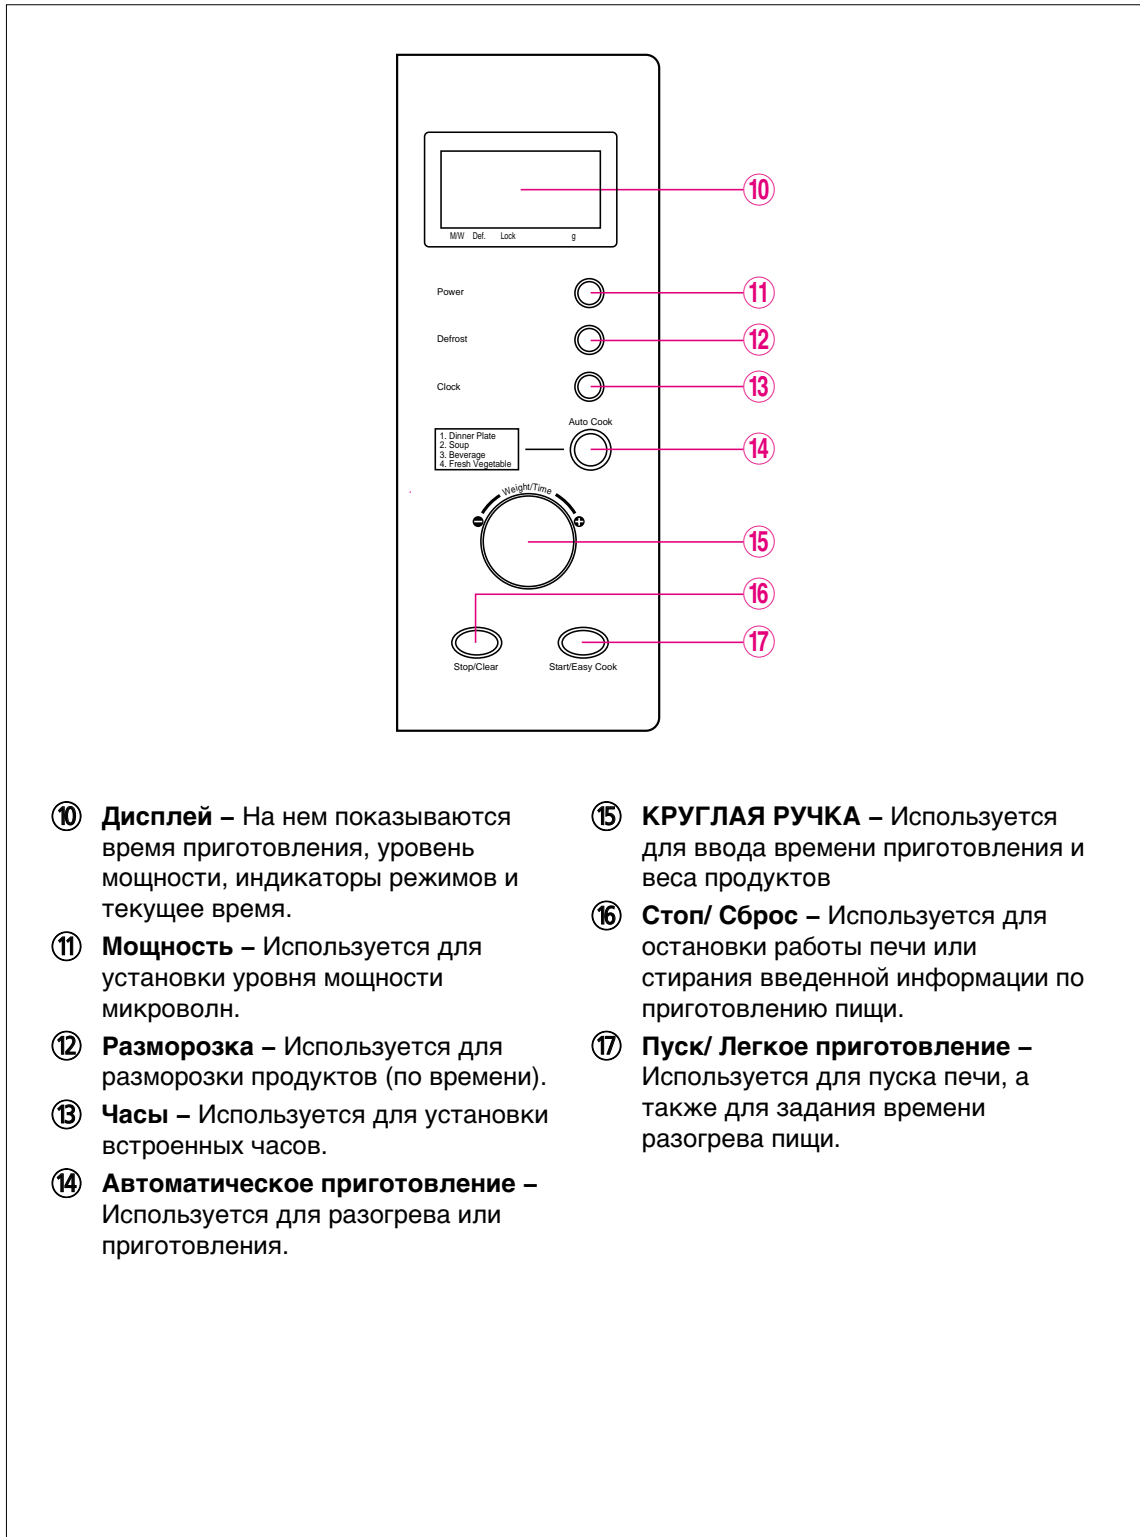 M/W Def. Lock g
⑩
Power
⑪
Defrost
⑫
Clock
⑬
Auto Cook
1. Dinner Plate
2. Soup
3. Beverage
4. Fresh Vegetable
⑭
Weight/Time
⑮
⑯
⑰
Stop/Clear Start/Easy Cook
⑩ Дисплей – На нем показываются
время приготовления, уровень
мощности, индикаторы режимов и
текущее время.
⑪ Мощность – Используется для
установки уровня мощности
микроволн.
⑫ Разморозка – Используется для
разморозки продуктов (по времени).
⑬ Часы – Используется для установки
встроенных часов.
⑭ Автоматическое приготовление –
Используется для разогрева или
приготовления.
⑮ КРУГЛАЯ РУЧКА – Используется
для ввода времени приготовления и
веса продуктов
⑯ Стоп/ Сброс – Используется для
остановки работы печи или
стирания введенной информации по
приготовлению пищи.
⑰ Пуск/ Легкое приготовление –
Используется для пуска печи, а
также для задания времени
разогрева пищи.